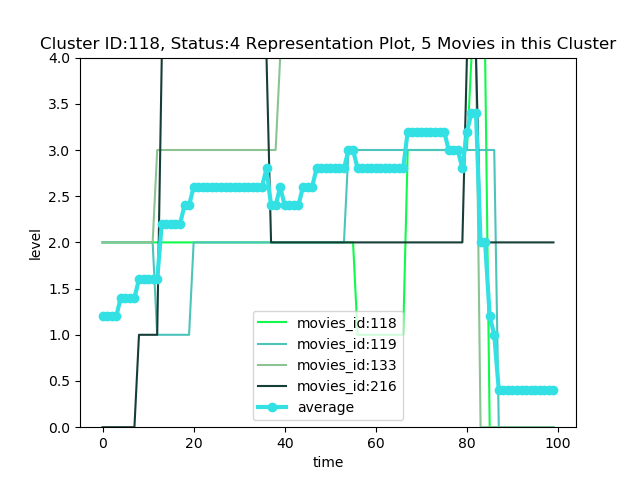 Cluster ID:118, Status:4 Representation Plot, 5 Movies in this Cluster
4.0
3.5
3.0
2.5
2.0
1.5
1.0
0.5
0.0
level
movies_id:118
movies_id:119
movies_id:133
movies_id:216
average
0 20 40 60 80 100
time